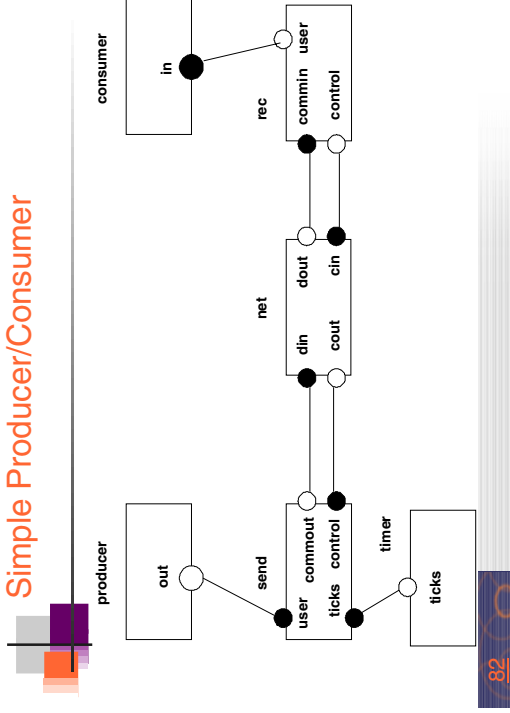 Simple Producer/Consumer
producer
consumer
out
in
send
net
rec
user
commout
din
dout
commin
user
ticks
control
cout
cin
control
timer
ticks
82